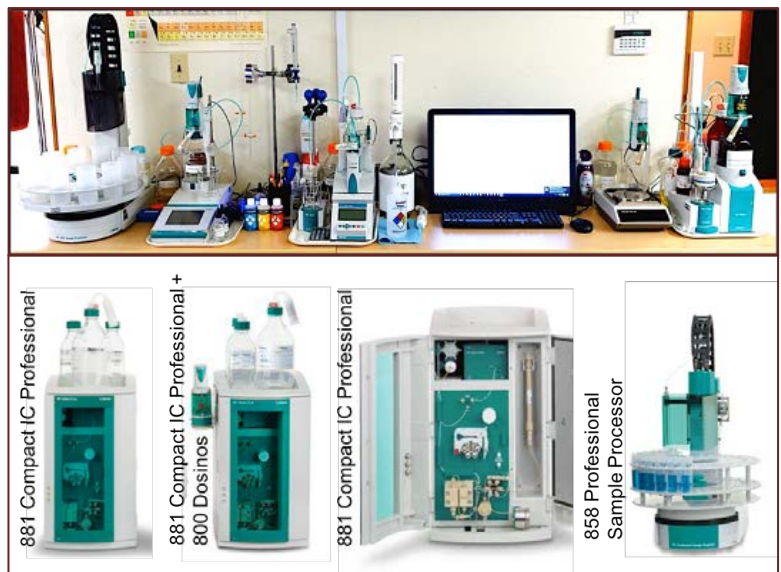 881 Compact IC Professional
881 Compact IC Professional +
800 Dosinos
881 Compact IC Professional
858 Professional
Sample Processor